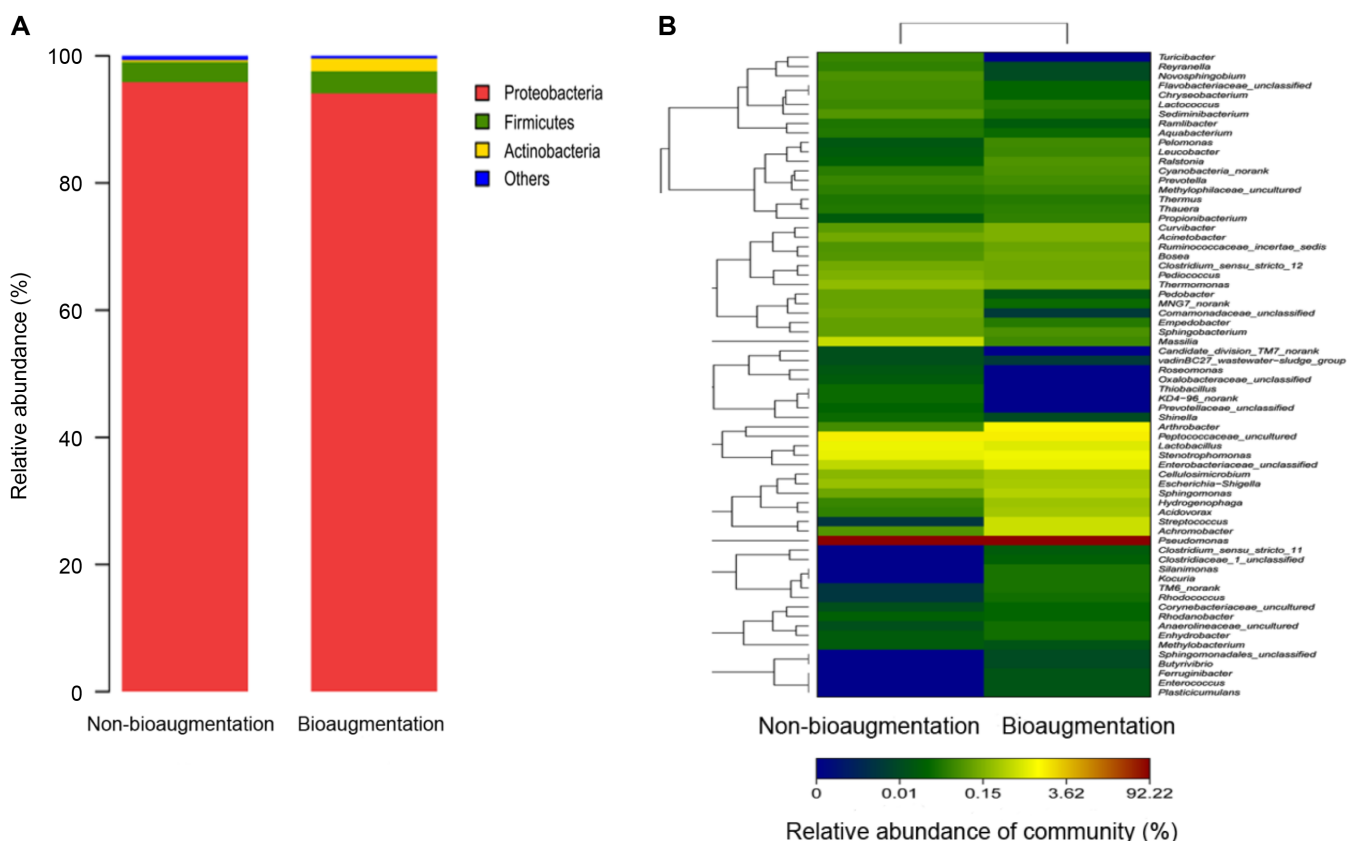 A
100
80
60
40
20
0
Relative abundance (%)
Non-bioaugmentation
Bioaugmentation
Proteobacteria
Firmicutes
Actinobacteria
Others
B
Turicibacter
Reyranella
Novosphingobium
Flavobacteriaceae_unclassified
Chryseobacterium
Lactococcus
Sediminibacterium
Ramlibacter
Aquabacterium
Pelomonas
Leucobacter
Ralstonia
Cyanobacteria_norank
Prevotella
Methylophilaceae_uncultured
Thermus
Thauera
Propionibacterium
Curvibacter
Acinetobacter
Ruminococcaceae_incertae_sedis
Bosea
Clostridium_sensu_stricto_12
Pediococcus
Thermomonas
Pedobacter
MNG7_norank
Comamonadaceae_unclassified
Empedobacter
Sphingobacterium
Massilia
Candidate_division_TM7_norank
vadinBC27_wastewater−sludge_group
Roseomonas
Oxalobacteraceae_unclassified
Thiobacillus
KD4−96_norank
Prevotellaceae_unclassified
Shinella
Arthrobacter
Peptococcaceae_uncultured
Lactobacillus
Stenotrophomonas
Enterobacteriaceae_unclassified
Cellulosimicrobium
Escherichia−Shigella
Sphingomonas
Hydrogenophaga
Acidovorax
Streptococcus
Achromobacter
Pseudomonas
Clostridium_sensu_stricto_11
Clostridiaceae_1_unclassified
Silanimonas
Kocuria
TM6_norank
Rhodococcus
Corynebacteriaceae_uncultured
Rhodanobacter
Anaerolineaceae_uncultured
Enhydrobacter
Methylobacterium
Sphingomonadales_unclassified
Butyrivibrio
Ferruginibacter
Enterococcus
Plasticicumulans
Non-bioaugmentation
Bioaugmentation
0 0.01 0.15 3.62 92.22
Relative abundance of community (%)